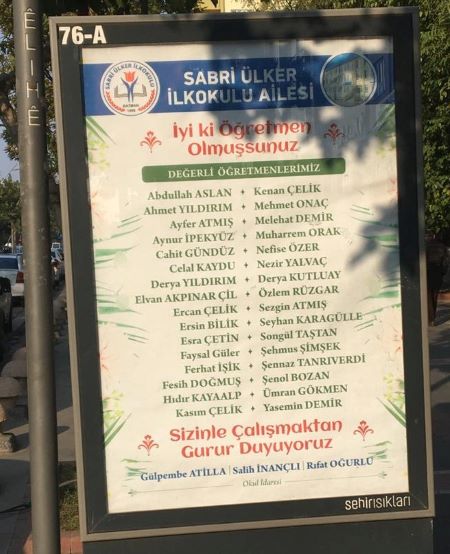 ÊLIHÊ
76-A
SABRİ ÜLKER
İLKOKULU AİLESİ
BATMAN
İyi ki Öğretmen
Olmuşsunuz
DEĞERLİ ÖĞRETMENLERİMİZ
Abdullah ASLAN + Kenan ÇELİK
Ahmet YILDIRIM + Mehmet ONAÇ
Ayfer ATMIŞ + Melehat DEMİR
Aynur İPEKYÜZ + Muharrem ORAK
Cahit GÜNDÜZ + Nefise ÖZER
Celal KAYDU + Nezir YALVAÇ
Derya YILDIRIM + Derya KUTLUAY
Elvan AKPINAR ÇİL + Özlem RÜZGAR
Ercan ÇELİK + Sezgin ATMIŞ
Ersin BİLİK + Seyhan KARAGÜLLE
Esra ÇETİN + Songül TAŞTAN
Faysal Güler + Şehmus ŞİMŞEK
Ferhat IŞİK + Şennaz TANRIVERDİ
Fesih DOĞMUŞ + Şenol BOZAN
Hıdır KAYAALP + Ümran GÖKMEN
Kasım ÇELİK + Yasemin DEMİR
Sizinle Çalışmaktan
Gurur Duyuyoruz
Gülpembe ATİLLA | Salih İNANÇLI | Rıfat OĞURLU
Okul İdaresi
şehirışıkları